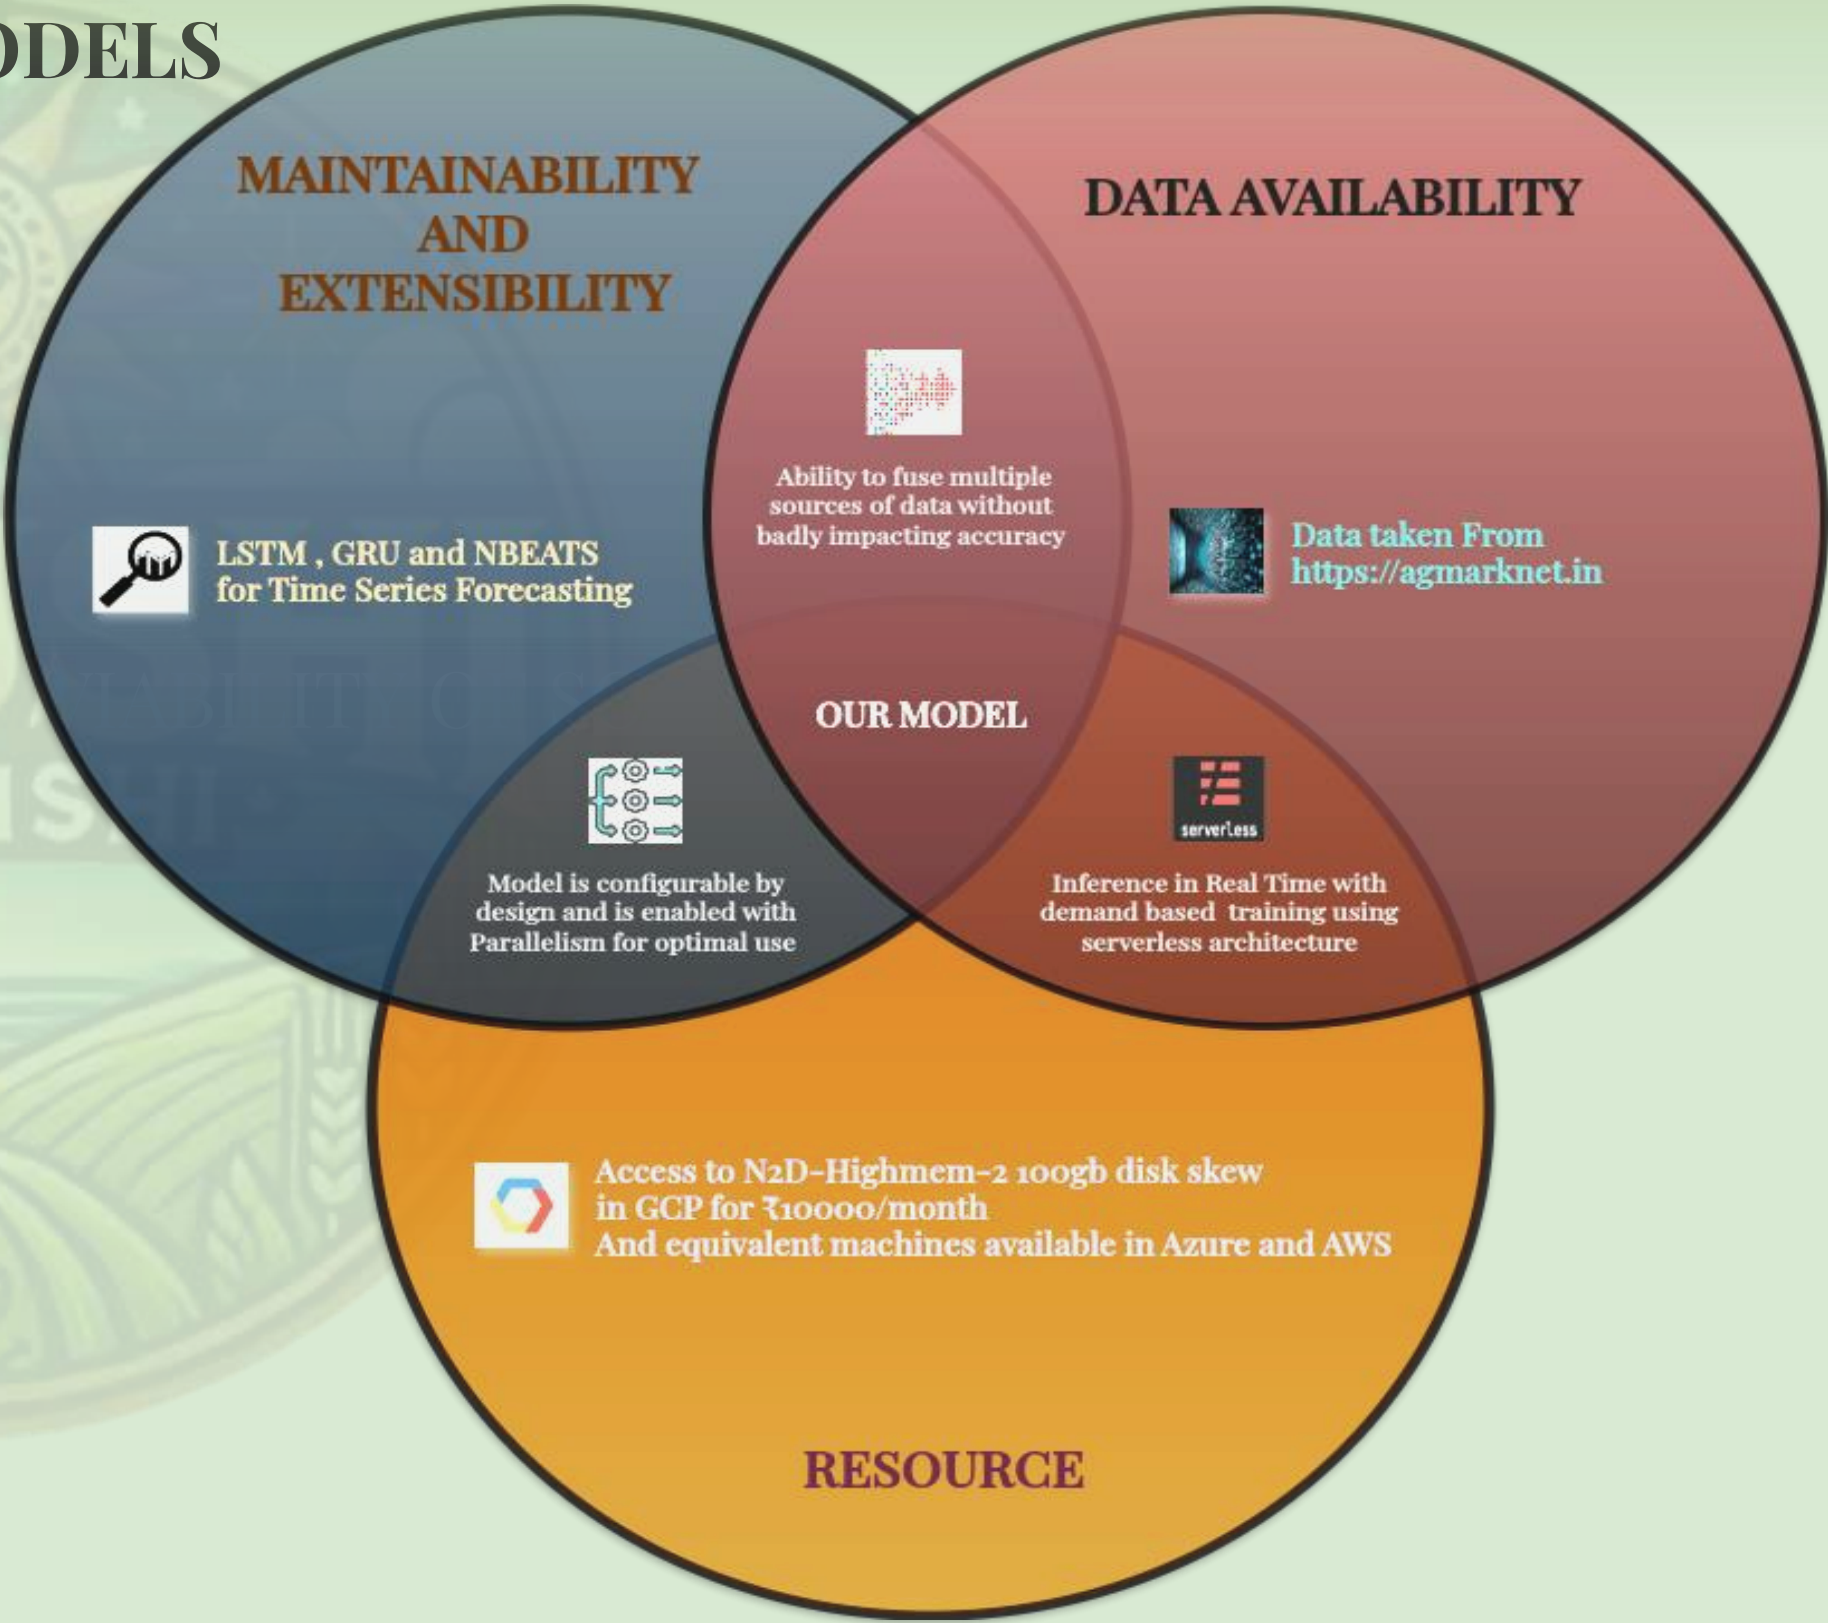 ODELS
MAINTAINABILITY
AND
EXTENSIBILITY
DATA AVAILABILITY
Ability to fuse multiple
sources of data without
badly impacting accuracy
LSTM , GRU and NBEATS
for Time Series Forecasting
Data taken From
https://agmarknet.in
OUR MODEL
serverless
Model is configurable by
design and is enabled with
Parallelism for optimal use
Inference in Real Time with
demand based training using
serverless architecture
Access to N2D-Highmem-2 100gb disk skew
in GCP for ₹10000/month
And equivalent machines available in Azure and AWS
RESOURCE